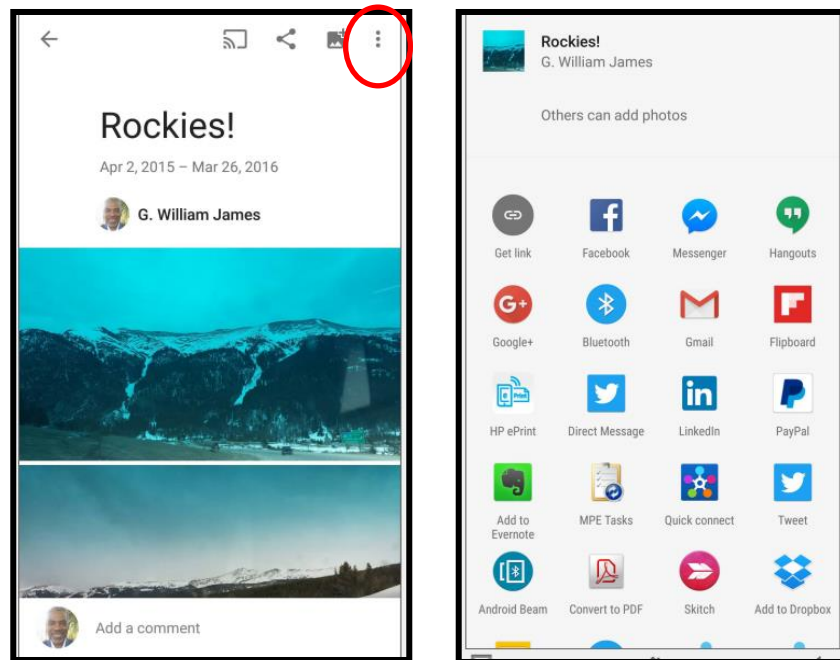 Rockies!
Apr 2, 2015 – Mar 26, 2016
G. William James
Add a comment
Rockies!
G. William James
Others can add photos
Get link
Facebook
Messenger
Hangouts
G+
Google+
Bluetooth
Gmail
Flipboard
Print
in
HP ePrint
Direct Message
LinkedIn
PayPal
Add to
Evernote
MPE Tasks
Quick connect
Tweet
Android Beam
Convert to PDF
Skitch
Add to Dropbox